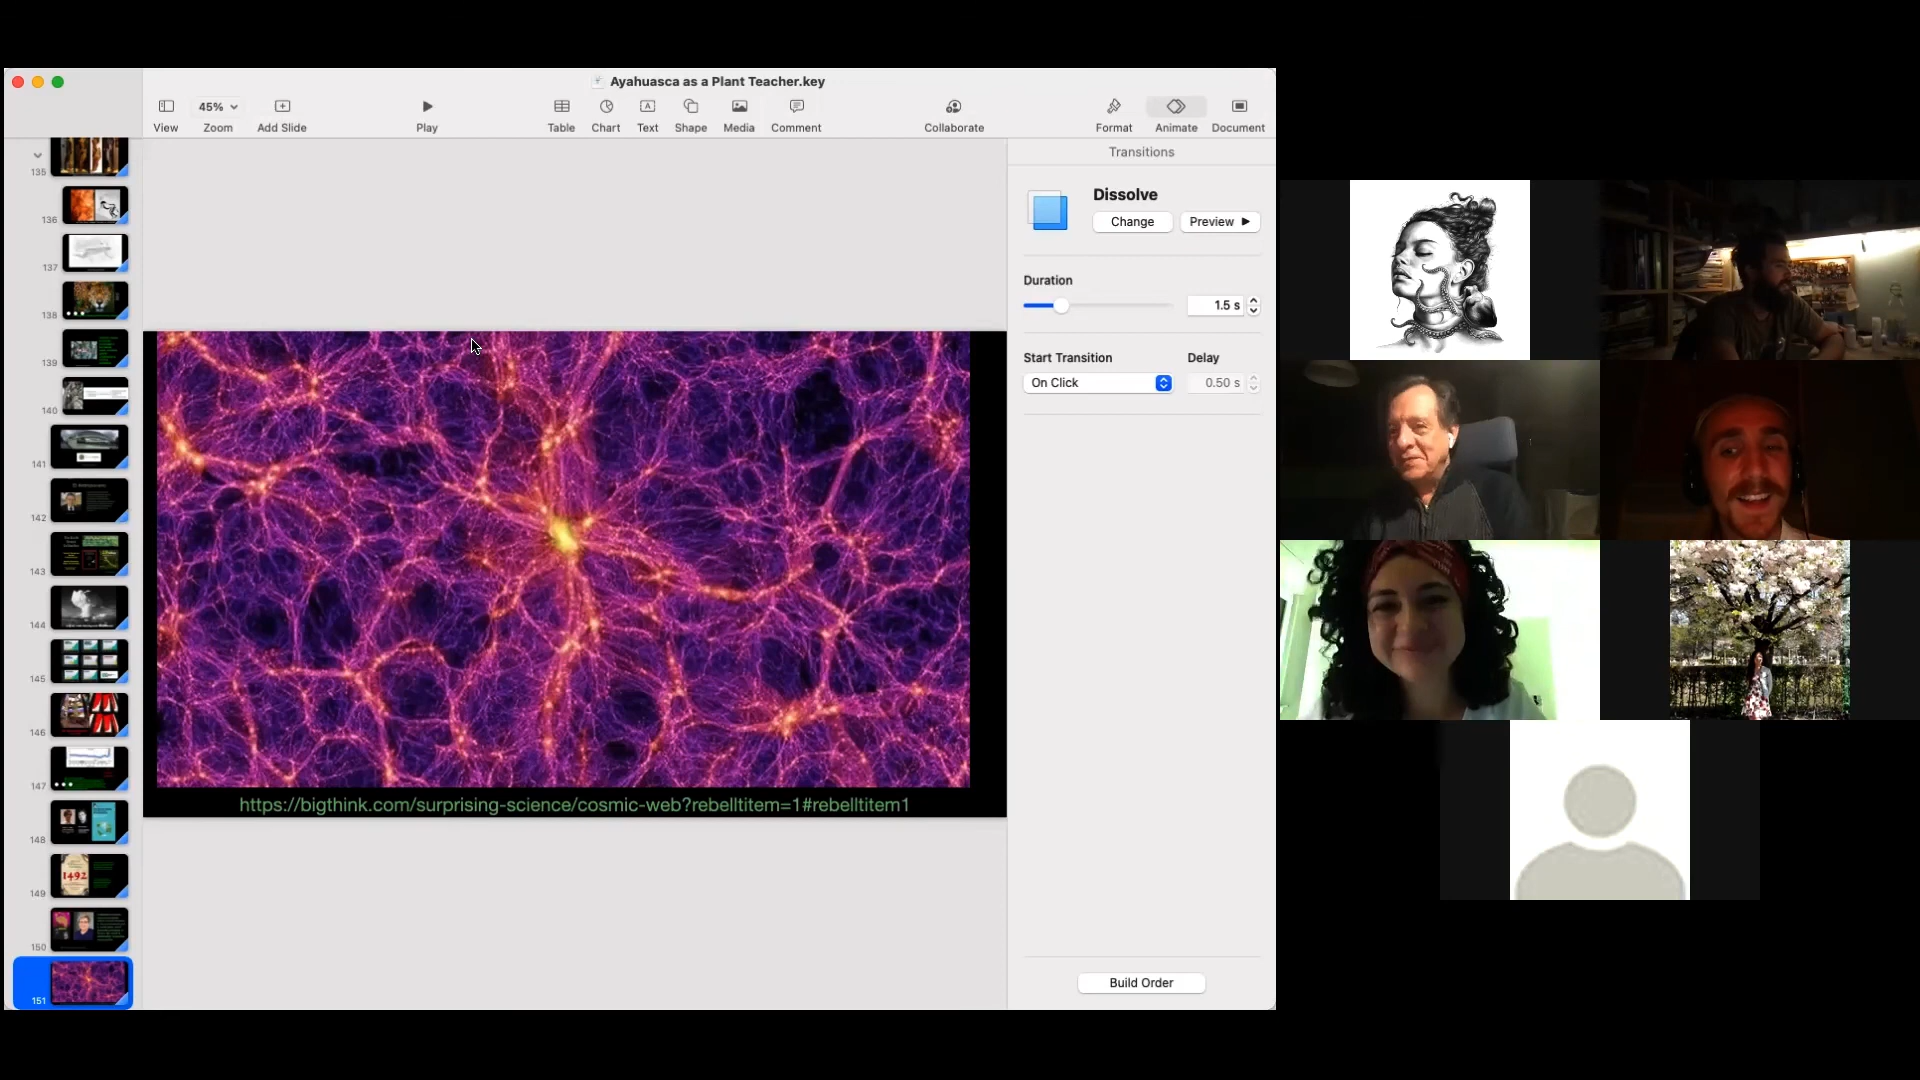 Ayahuasca as a Plant Teacher.key
45%
View
Zoom
Add Slide
Play
Table
Chart
Text
Shape
Media
Comment
Collaborate
Format
Animate
Document
135
136
137
138
139
140
141
142
143
144
145
146
147
148
1492
149
150
151
https://bigthink.com/surprising-science/cosmic-web?rebelltitem=1#rebelltitem1
Transitions
Dissolve
Change
Preview
Duration
1.5 s
Start Transition
Delay
On Click
0.50 s
Build Order